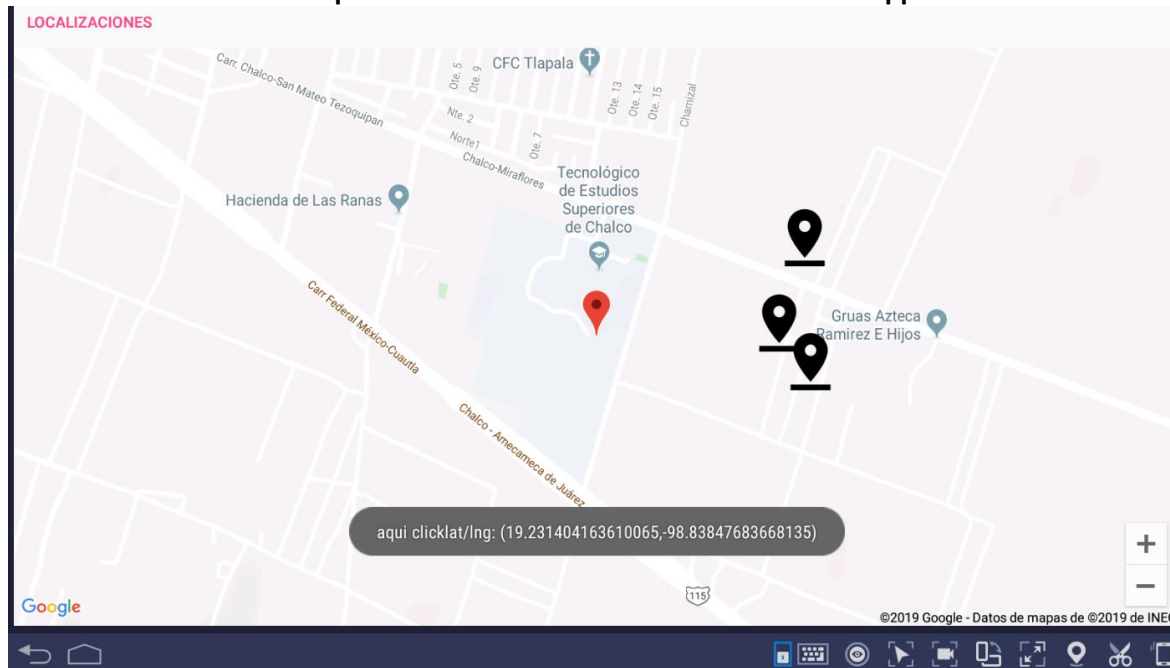 LOCALIZACIONES
CFC Tlapala
Carr. Chalco-San Mateo Tezoquipan
Ote. 5
Ote. 9
Ote. 13
Ote. 14
Ote. 15
Charnizal
Nte. 2
Norte1
Ote. 7
Chalco-Miraflores
Tecnológico
de Estudios
Superiores
de Chalco
Hacienda de Las Ranas
Carr Federal México-Cuautla
Gruas Azteca
Ramirez E Hijos
Chalco - Amecameca de Juárez
aqui clicklat/lng: (19.231404163610065,-98.83847683668135)
115
Google
©2019 Google - Datos de mapas de ©2019 de INEG